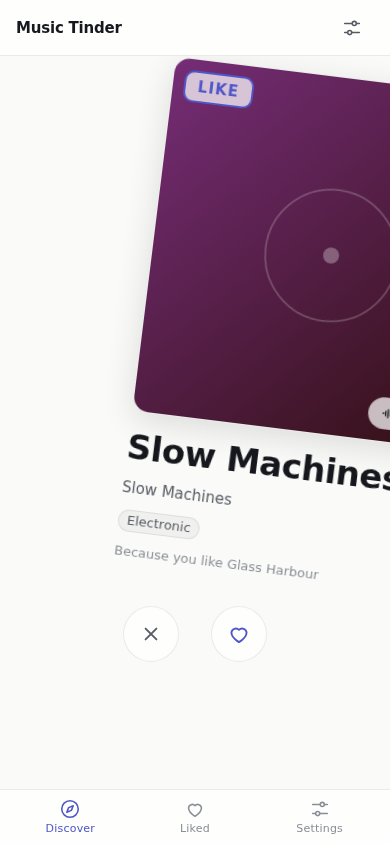 Music Tinder
LIKE
Slow Machines
Slow Machines
Electronic
Because you like Glass Harbour
Discover
Liked
Settings